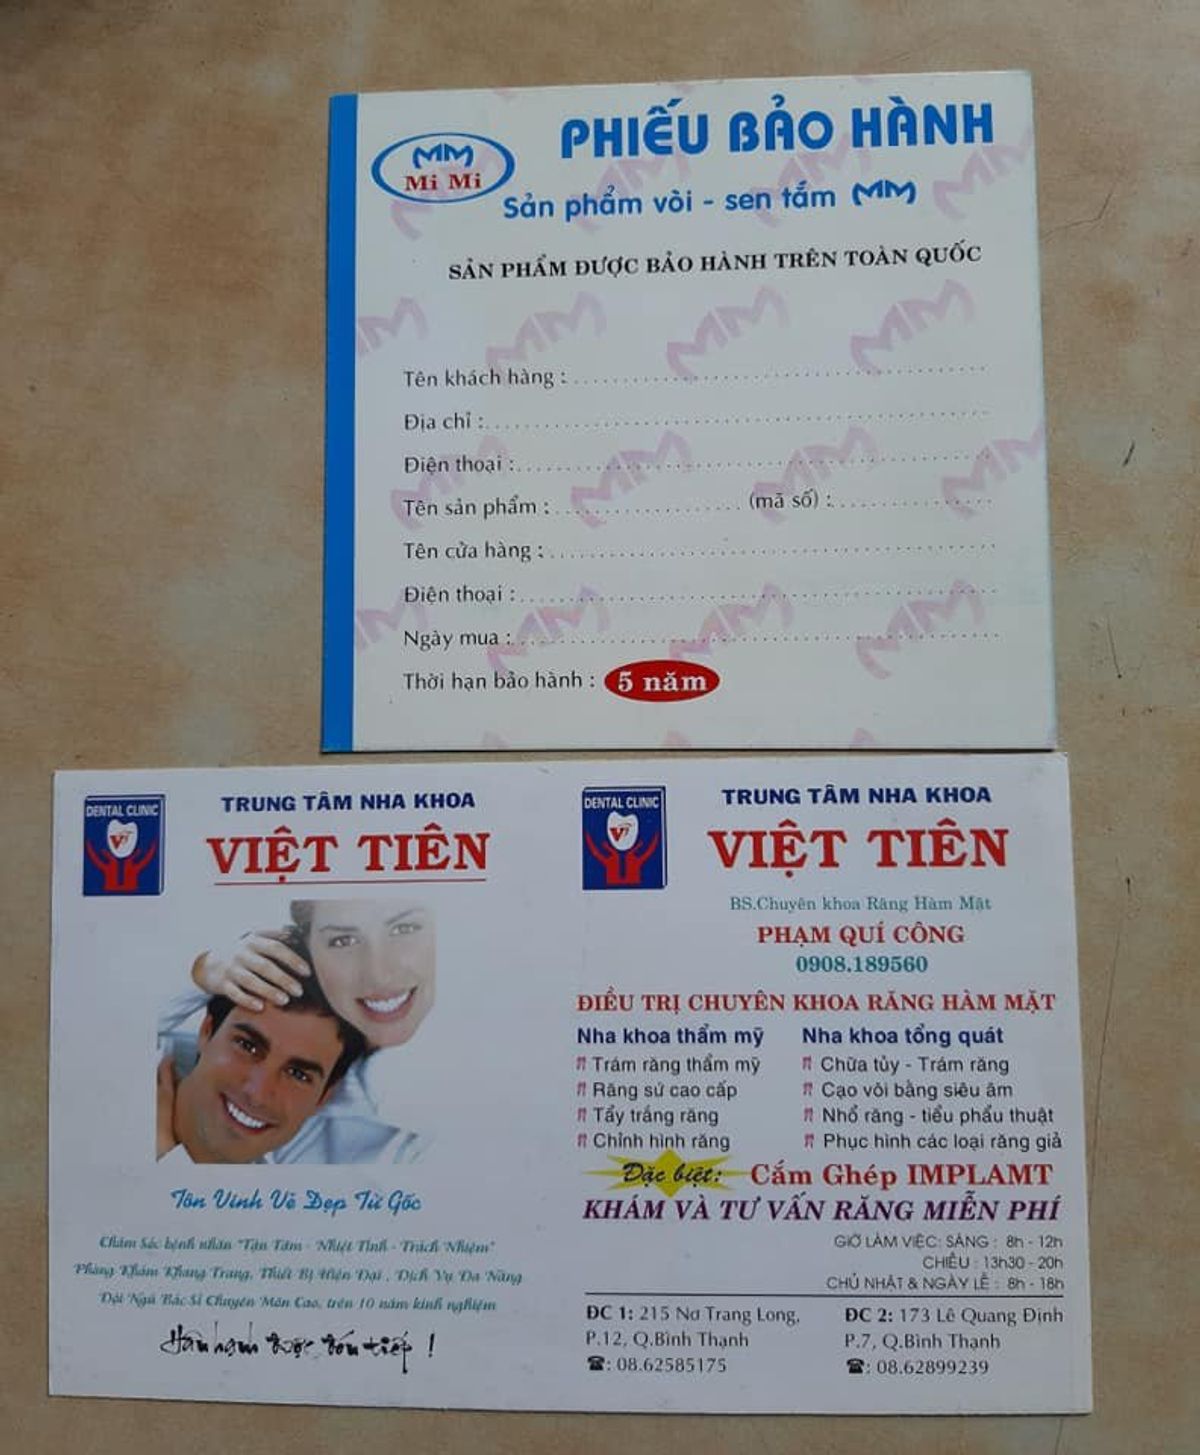 MM
Mi Mi
PHIẾU BẢO HÀNH
Sản phẩm vòi - sen tắm MM
SẢN PHẨM ĐƯỢC BẢO HÀNH TRÊN TOÀN QUỐC
Tên khách hàng :
Địa chỉ :
Điện thoại :
Tên sản phẩm : (mã số) :
Tên cửa hàng :
Điện thoại :
Ngày mua :
Thời hạn bảo hành : 5 năm
DENTAL CLINIC
VT
TRUNG TÂM NHA KHOA
VIỆT TIÊN
Tôn Vinh Vẻ Đẹp Từ Gốc
Chăm Sóc bệnh nhân "Tận Tâm - Nhiệt Tình - Trách Nhiệm"
Phòng Khám Khang Trang, Thiết Bị Hiện Đại , Dịch Vụ Đa Năng
Đội Ngũ Bác Sĩ Chuyên Môn Cao, trên 10 năm kinh nghiệm
Hân hạnh được đón tiếp !
DENTAL CLINIC
VT
TRUNG TÂM NHA KHOA
VIỆT TIÊN
BS.Chuyên khoa Răng Hàm Mặt
PHẠM QUÍ CÔNG
0908.189560
ĐIỀU TRỊ CHUYÊN KHOA RĂNG HÀM MẶT
Nha khoa thẩm mỹ
Trám răng thẩm mỹ
Răng sứ cao cấp
Tẩy trắng răng
Chỉnh hình răng
Nha khoa tổng quát
Chữa tủy - Trám răng
Cạo vôi bằng siêu âm
Nhổ răng - tiểu phẩu thuật
Phục hình các loại răng giả
Đặc biệt: Cắm Ghép IMPLAMT
KHÁM VÀ TƯ VẤN RĂNG MIỄN PHÍ
GIỜ LÀM VIỆC: SÁNG : 8h - 12h
CHIỀU : 13h30 - 20h
CHỦ NHẬT & NGÀY LỄ : 8h - 18h
ĐC 1: 215 Nơ Trang Long,
P.12, Q.Bình Thạnh
☎: 08.62585175
ĐC 2: 173 Lê Quang Định
P.7, Q.Bình Thạnh
☎: 08.62899239